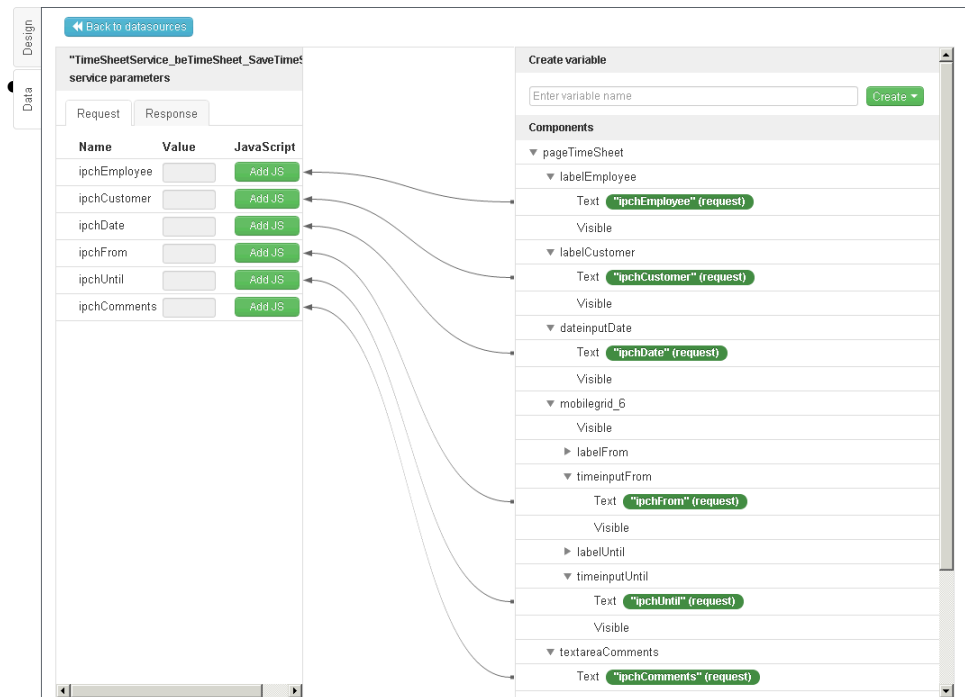 Design
Data
Back to datasources
"TimeSheetService_beTimeSheet_SaveTimeS
service parameters
Request Response
Name Value JavaScript
ipchEmployee Add JS
ipchCustomer Add JS
ipchDate Add JS
ipchFrom Add JS
ipchUntil Add JS
ipchComments Add JS
Create variable
Enter variable name Create
Components
pageTimeSheet
labelEmployee
Text "ipchEmployee" (request)
Visible
labelCustomer
Text "ipchCustomer" (request)
Visible
dateinputDate
Text "ipchDate" (request)
Visible
mobilegrid_6
Visible
labelFrom
timeinputFrom
Text "ipchFrom" (request)
Visible
labelUntil
timeinputUntil
Text "ipchUntil" (request)
Visible
textareaComments
Text "ipchComments" (request)